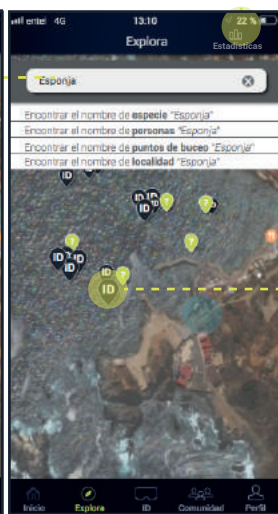 entel 4G 13:10 22 %
Explora
Estadísticas
Esponja
Encontrar el nombre de especie "Esponja"
Encontrar el nombre de personas "Esponja"
Encontrar el nombre de puntos de buceo "Esponja"
Encontrar el nombre de localidad "Esponja"
ID
ID ID ? ?
ID
? ?
ID ID
ID
ID ?
ID
Inicio Explora ID Comunidad Perfil